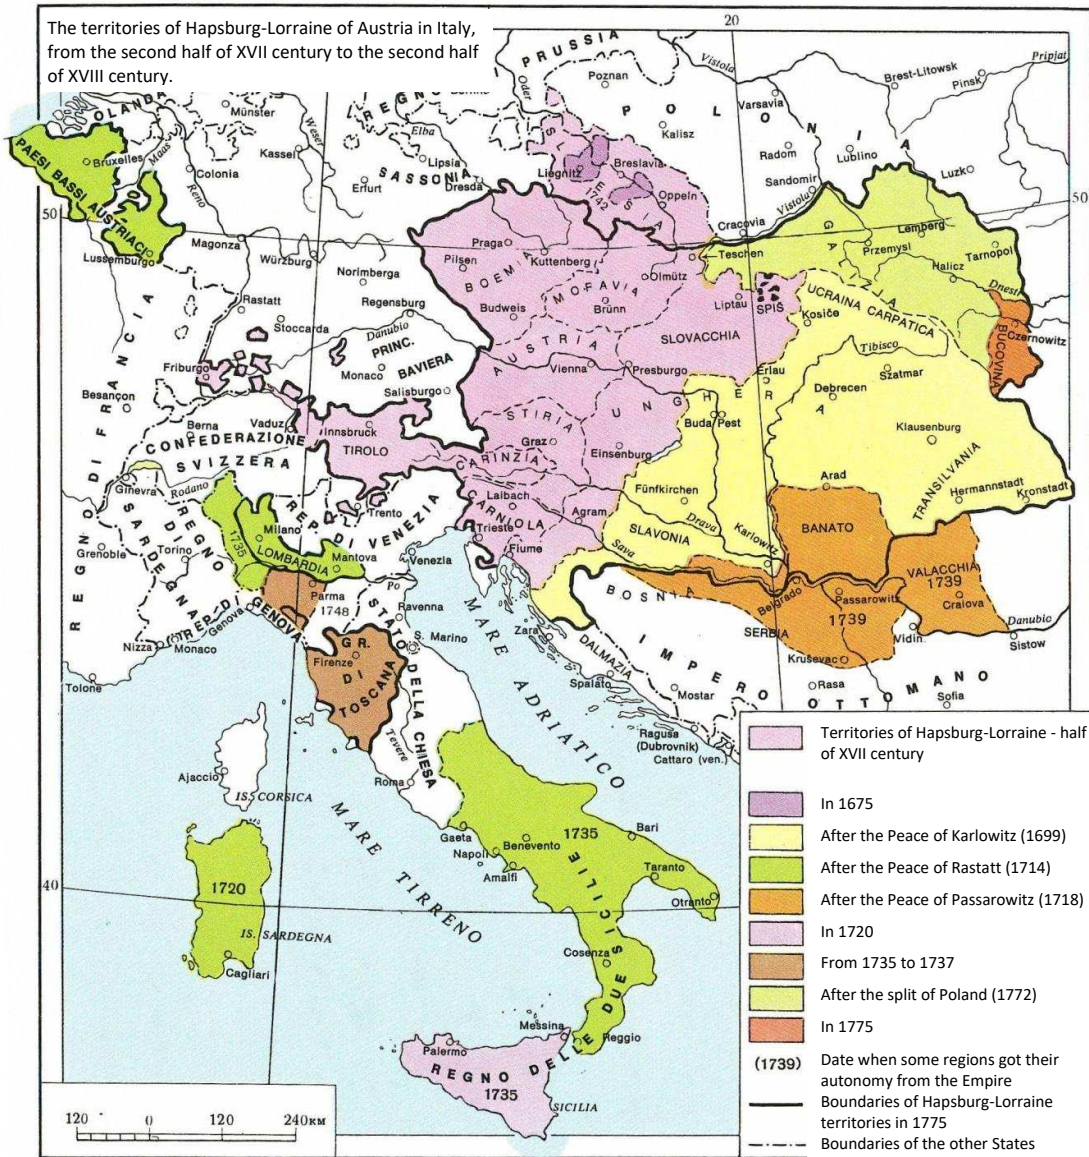 The territories of Hapsburg-Lorraine of Austria in Italy,
from the second half of XVII century to the second half
of XVIII century.
20
PRUSSIA
REGNO
Vistola
Oder
Poznan
Brest-Litowsk
Pinsk
Pripjat
OLANDA
Münster
Weser
Elba
POLONIA
Varsavia
Kalisz
Radom
Lublino
Luzk
PAESI BASSI AUSTRIACI
Bruxelles
Maas
Colonia
Kassel
Lipsia
SASSONIA
Erfurt
Dresda
SLESIA
1742
Liegnitz
Breslavia
Oppeln
Sandomir
Vistola
50
50
Reno
Lussemburgo
Magonza
Würzburg
Praga
Pilsen
BOEMIA
Kuttenberg
Cracovia
Teschen
GALIZIA
Przemysl
Lemberg
Tarnopol
Halicz
Dnestr
Norimberga
Regensburg
Olmütz
MORAVIA
Budweis
Brünn
Liptau
SPIŠ
Kosiče
UCRAINA CARPATICA
Czernowitz
BUCOVINA
Rastatt
Stoccarda
Danubio
PRINC.
BAVIERA
Monaco
Salisburgo
AUSTRIA
Vienna
Presburgo
SLOVACCHIA
Erlau
Tibisco
Szatmar
Debrecen
REGNO DI FRANCIA
Friburgo
Besançon
Berna
Vaduz
CONFEDERAZIONE
SVIZZERA
Innsbruck
TIROLO
STIRIA
Graz
CARINZIA
UNGHERIA
Einsenburg
Buda
Pest
Klausenburg
TRANSILVANIA
Ginevra
Rodano
Trento
REP. DI VENEZIA
Laibach
CARNIOLA
Trieste
Agram
Fiume
Fünfkirchen
Drava
SLAVONIA
Sava
Karlowitz
Arad
BANATO
Hermannstadt
Kronstadt
REGNO DI SARDEGNA
Grenoble
Torino
1735
Milano
LOMBARDIA
Mantova
Venezia
Po
Parma
1748
BOSNIA
Belgrado
Passarowitz
1739
SERBIA
VALACCHIA
1739
Craiova
Danubio
Vidin
Sistow
Kruševac
REP. DI GENOVA
Genova
Nizza
Monaco
Tolone
Ravenna
S. Marino
STATO DELLA CHIESA
GR.
DI
TOSCANA
Firenze
MARE ADRIATICO
Zara
DALMAZIA
Spalato
IMPERO OTTOMANO
Mostar
Rasa
Sofia
Ragusa
(Dubrovnik)
Cattaro (ven.)
Ajaccio
IS. CORSICA
Tevere
Roma
MARE TIRRENO
Gaeta
Napoli
Benevento
Amalfi
1735
Bari
Taranto
Otranto
40
1720
IS. SARDEGNA
Cagliari
Cosenza
Messina
Reggio
Palermo
REGNO DELLE DUE SICILIE
1735
SICILIA
120 0 120 240 км
Territories of Hapsburg-Lorraine - half
of XVII century
In 1675
After the Peace of Karlowitz (1699)
After the Peace of Rastatt (1714)
After the Peace of Passarowitz (1718)
In 1720
From 1735 to 1737
After the split of Poland (1772)
In 1775
(1739) Date when some regions got their
autonomy from the Empire
Boundaries of Hapsburg-Lorraine
territories in 1775
Boundaries of the other States